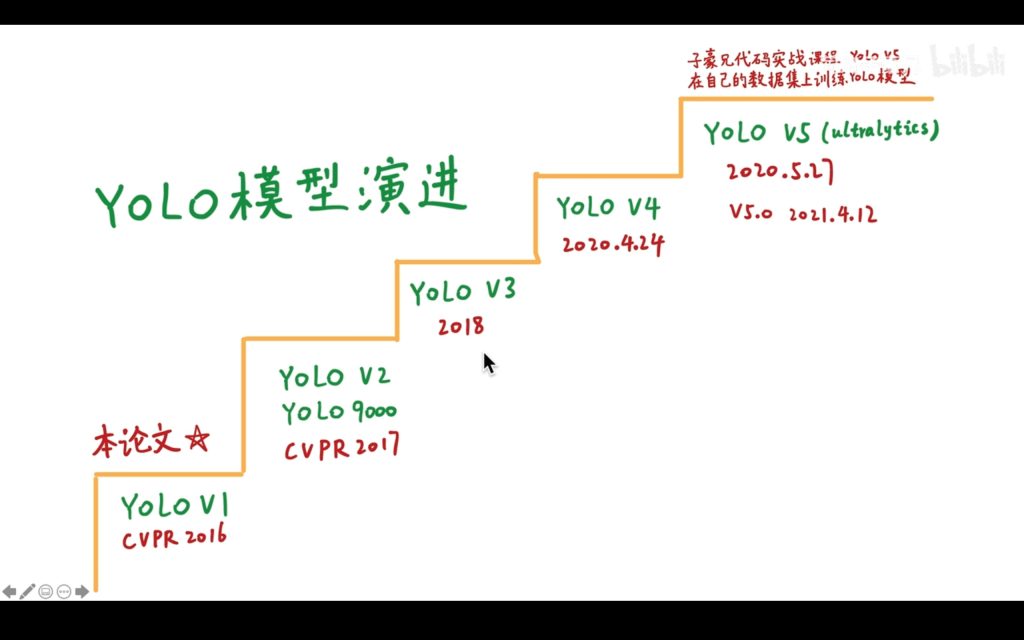 子豪兄代码实战课程 YOLO V5
在自己的数据集上训练YOLO模型
bilibili
YOLO模型演进
YOLO V5 (ultralytics)
2020.5.27
V5.0 2021.4.12
YOLO V4
2020.4.24
YOLO V3
2018
YOLO V2
YOLO 9000
CVPR 2017
本论文☆
YOLO V1
CVPR 2016